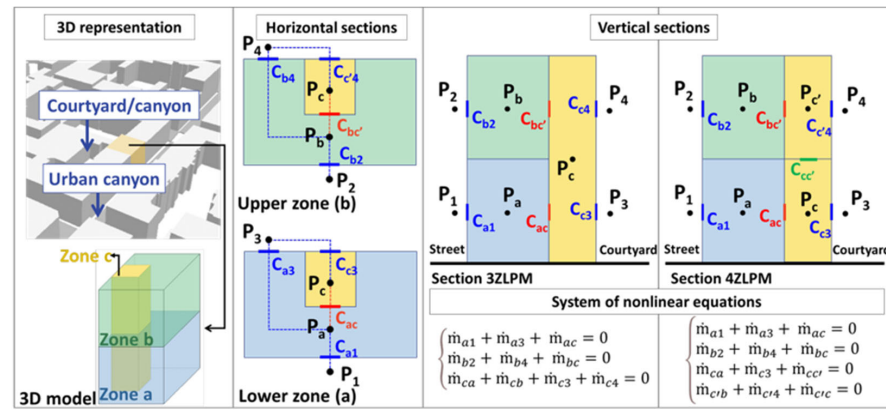 3D representation
Courtyard/canyon
Urban canyon
Zone c
Zone b
Zone a
3D model
Horizontal sections
P4
Cb4
Cc'4
Pc
Cbc'
Pb
Cb2
P2
Upper zone (b)
P3
Ca3
Cc3
Pc
Cac
Pa
Ca1
P1
Lower zone (a)
Vertical sections
P2
Cb2
Pb
Cbc'
Cc4
P4
Pc
P1
Ca1
Pa
Cac
Cc3
P3
Street
Courtyard
Section 3ZLPM
P2
Cb2
Pb
Cbc'
Pc'
Cc'4
P4
Ccc'
P1
Ca1
Pa
Cac
Pc
Cc3
P3
Street
Courtyard
Section 4ZLPM
System of nonlinear equations
ṁa1 + ṁa3 + ṁac = 0
ṁb2 + ṁb4 + ṁbc = 0
ṁca + ṁcb + ṁc3 + ṁc4 = 0
ṁa1 + ṁa3 + ṁac = 0
ṁb2 + ṁb4 + ṁbc = 0
ṁca + ṁc3 + ṁcc' = 0
ṁc'b + ṁc'4 + ṁc'c = 0